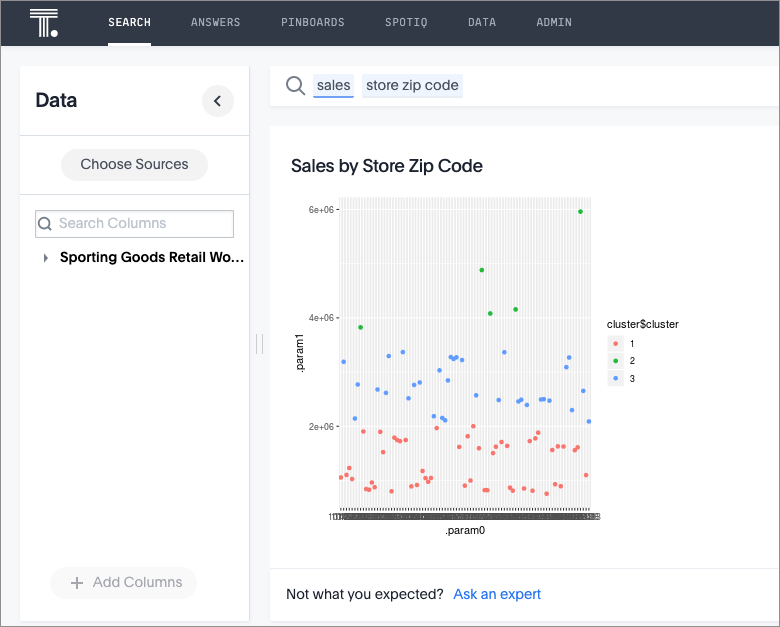 SEARCH ANSWERS PINBOARDS SPOTIQ DATA ADMIN
Data
Choose Sources
Search Columns
Sporting Goods Retail Wo...
Add Columns
sales store zip code
Sales by Store Zip Code
6e+06
4e+06
2e+06
.param1
.param0
cluster$cluster
1
2
3
Not what you expected? Ask an expert